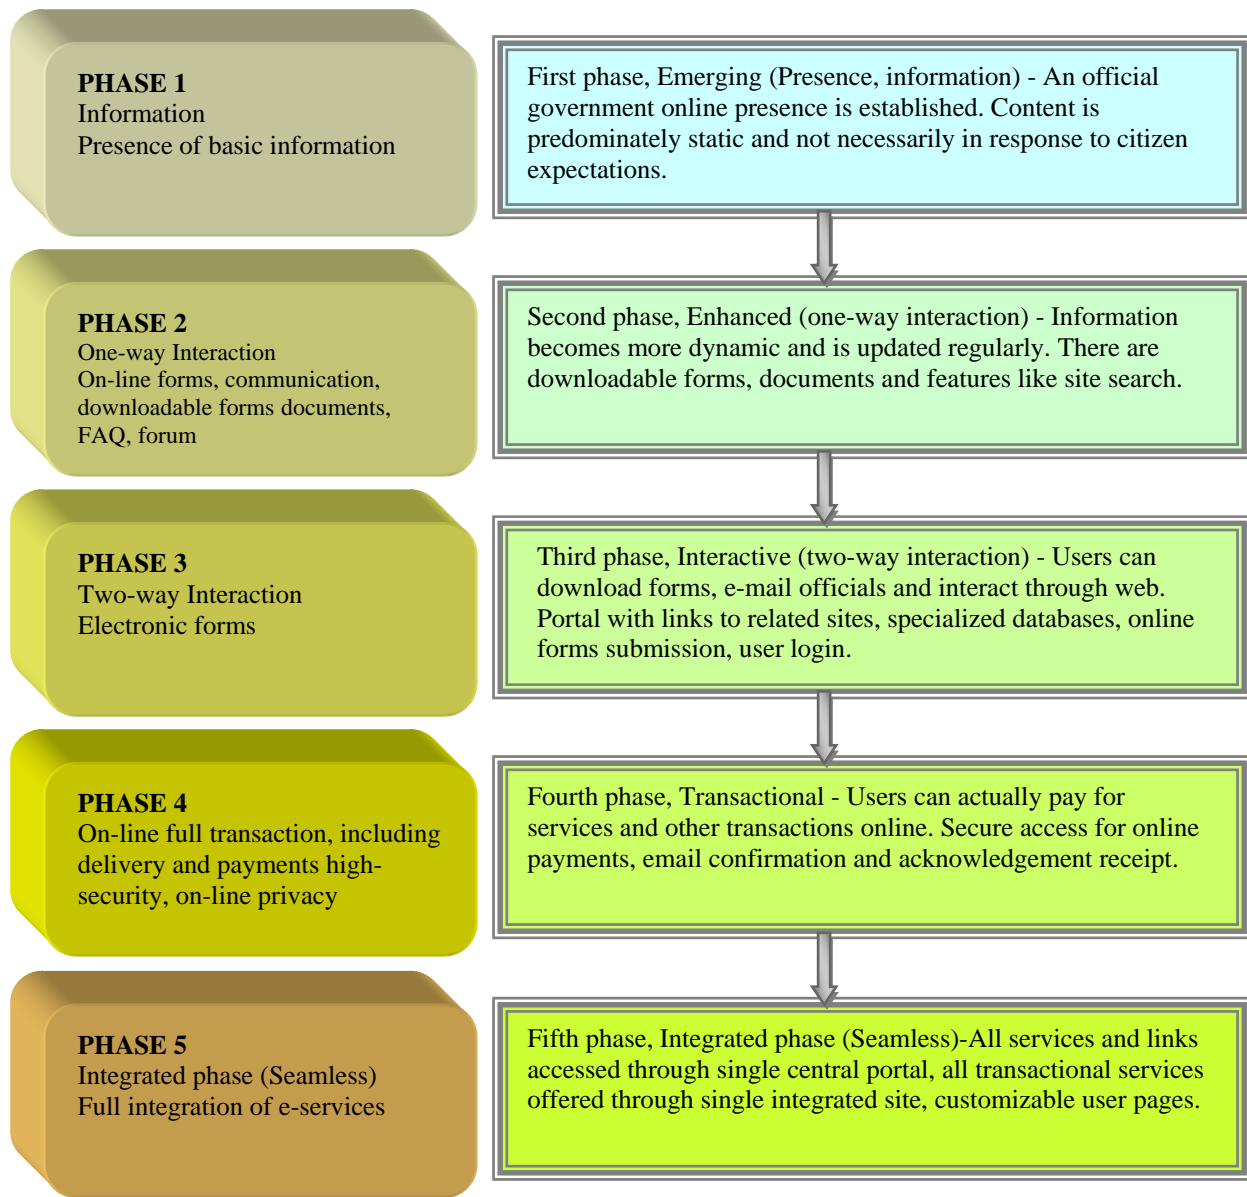 PHASE 1
Information
Presence of basic information
First phase, Emerging (Presence, information) - An official
government online presence is established. Content is
predominately static and not necessarily in response to citizen
expectations.
PHASE 2
One-way Interaction
On-line forms, communication,
downloadable forms documents,
FAQ, forum
Second phase, Enhanced (one-way interaction) - Information
becomes more dynamic and is updated regularly. There are
downloadable forms, documents and features like site search.
PHASE 3
Two-way Interaction
Electronic forms
Third phase, Interactive (two-way interaction) - Users can
download forms, e-mail officials and interact through web.
Portal with links to related sites, specialized databases, online
forms submission, user login.
PHASE 4
On-line full transaction, including
delivery and payments high-
security, on-line privacy
Fourth phase, Transactional - Users can actually pay for
services and other transactions online. Secure access for online
payments, email confirmation and acknowledgement receipt.
PHASE 5
Integrated phase (Seamless)
Full integration of e-services
Fifth phase, Integrated phase (Seamless)-All services and links
accessed through single central portal, all transactional services
offered through single integrated site, customizable user pages.